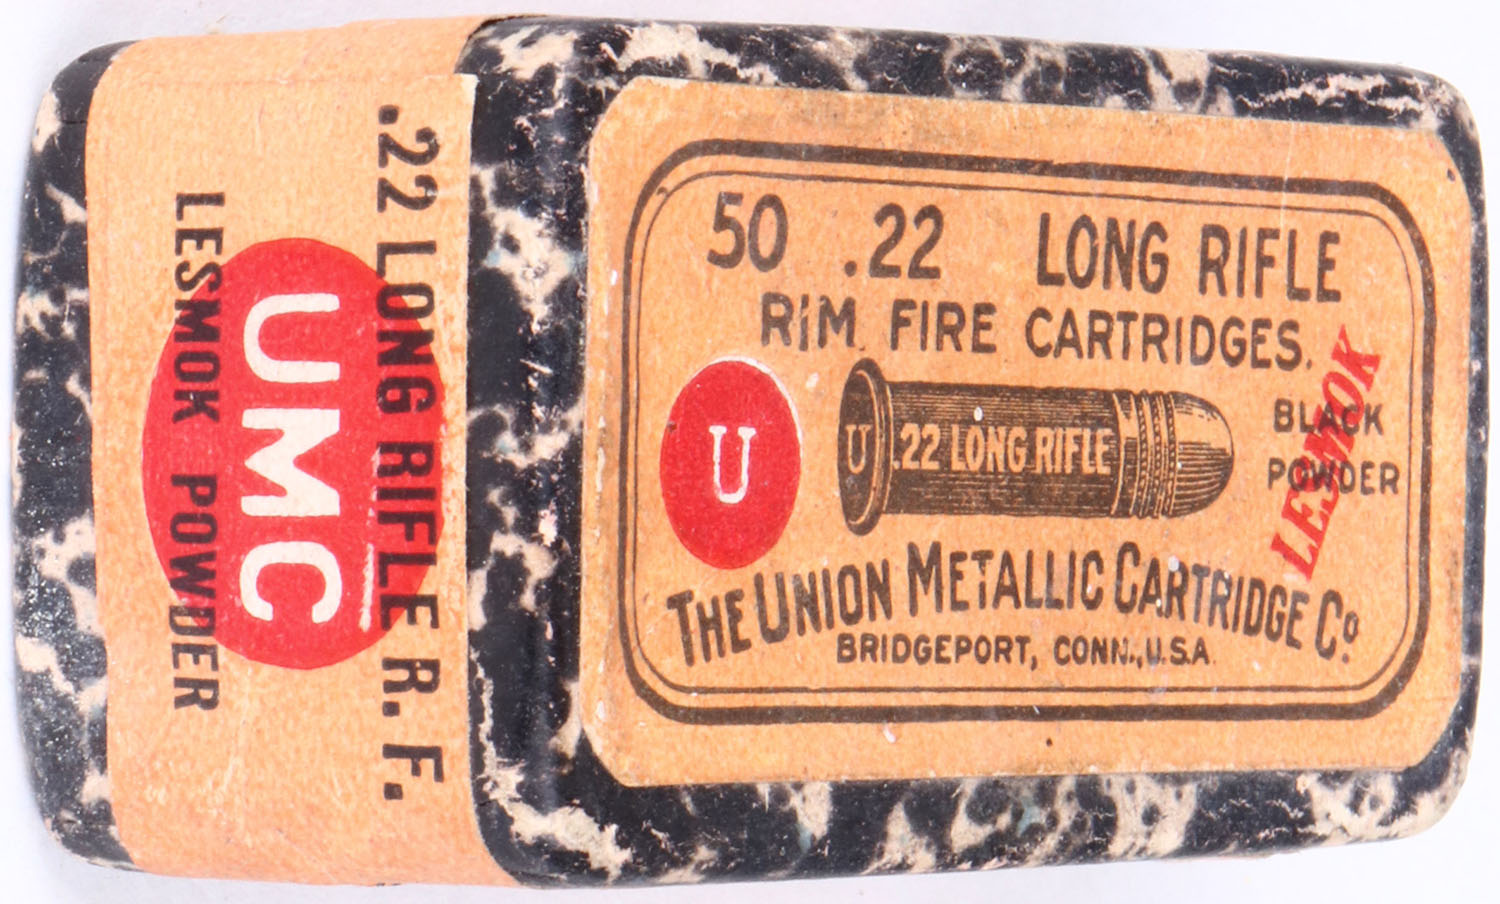 50 .22 LONG RIFLE
RIM FIRE CARTRIDGES.
U
U .22 LONG RIFLE
BLACK
POWDER
LESMOK
THE UNION METALLIC CARTRIDGE Co.
BRIDGEPORT, CONN., U.S.A.
.22 LONG RIFLE R. F.
UMC
LESMOK POWDER